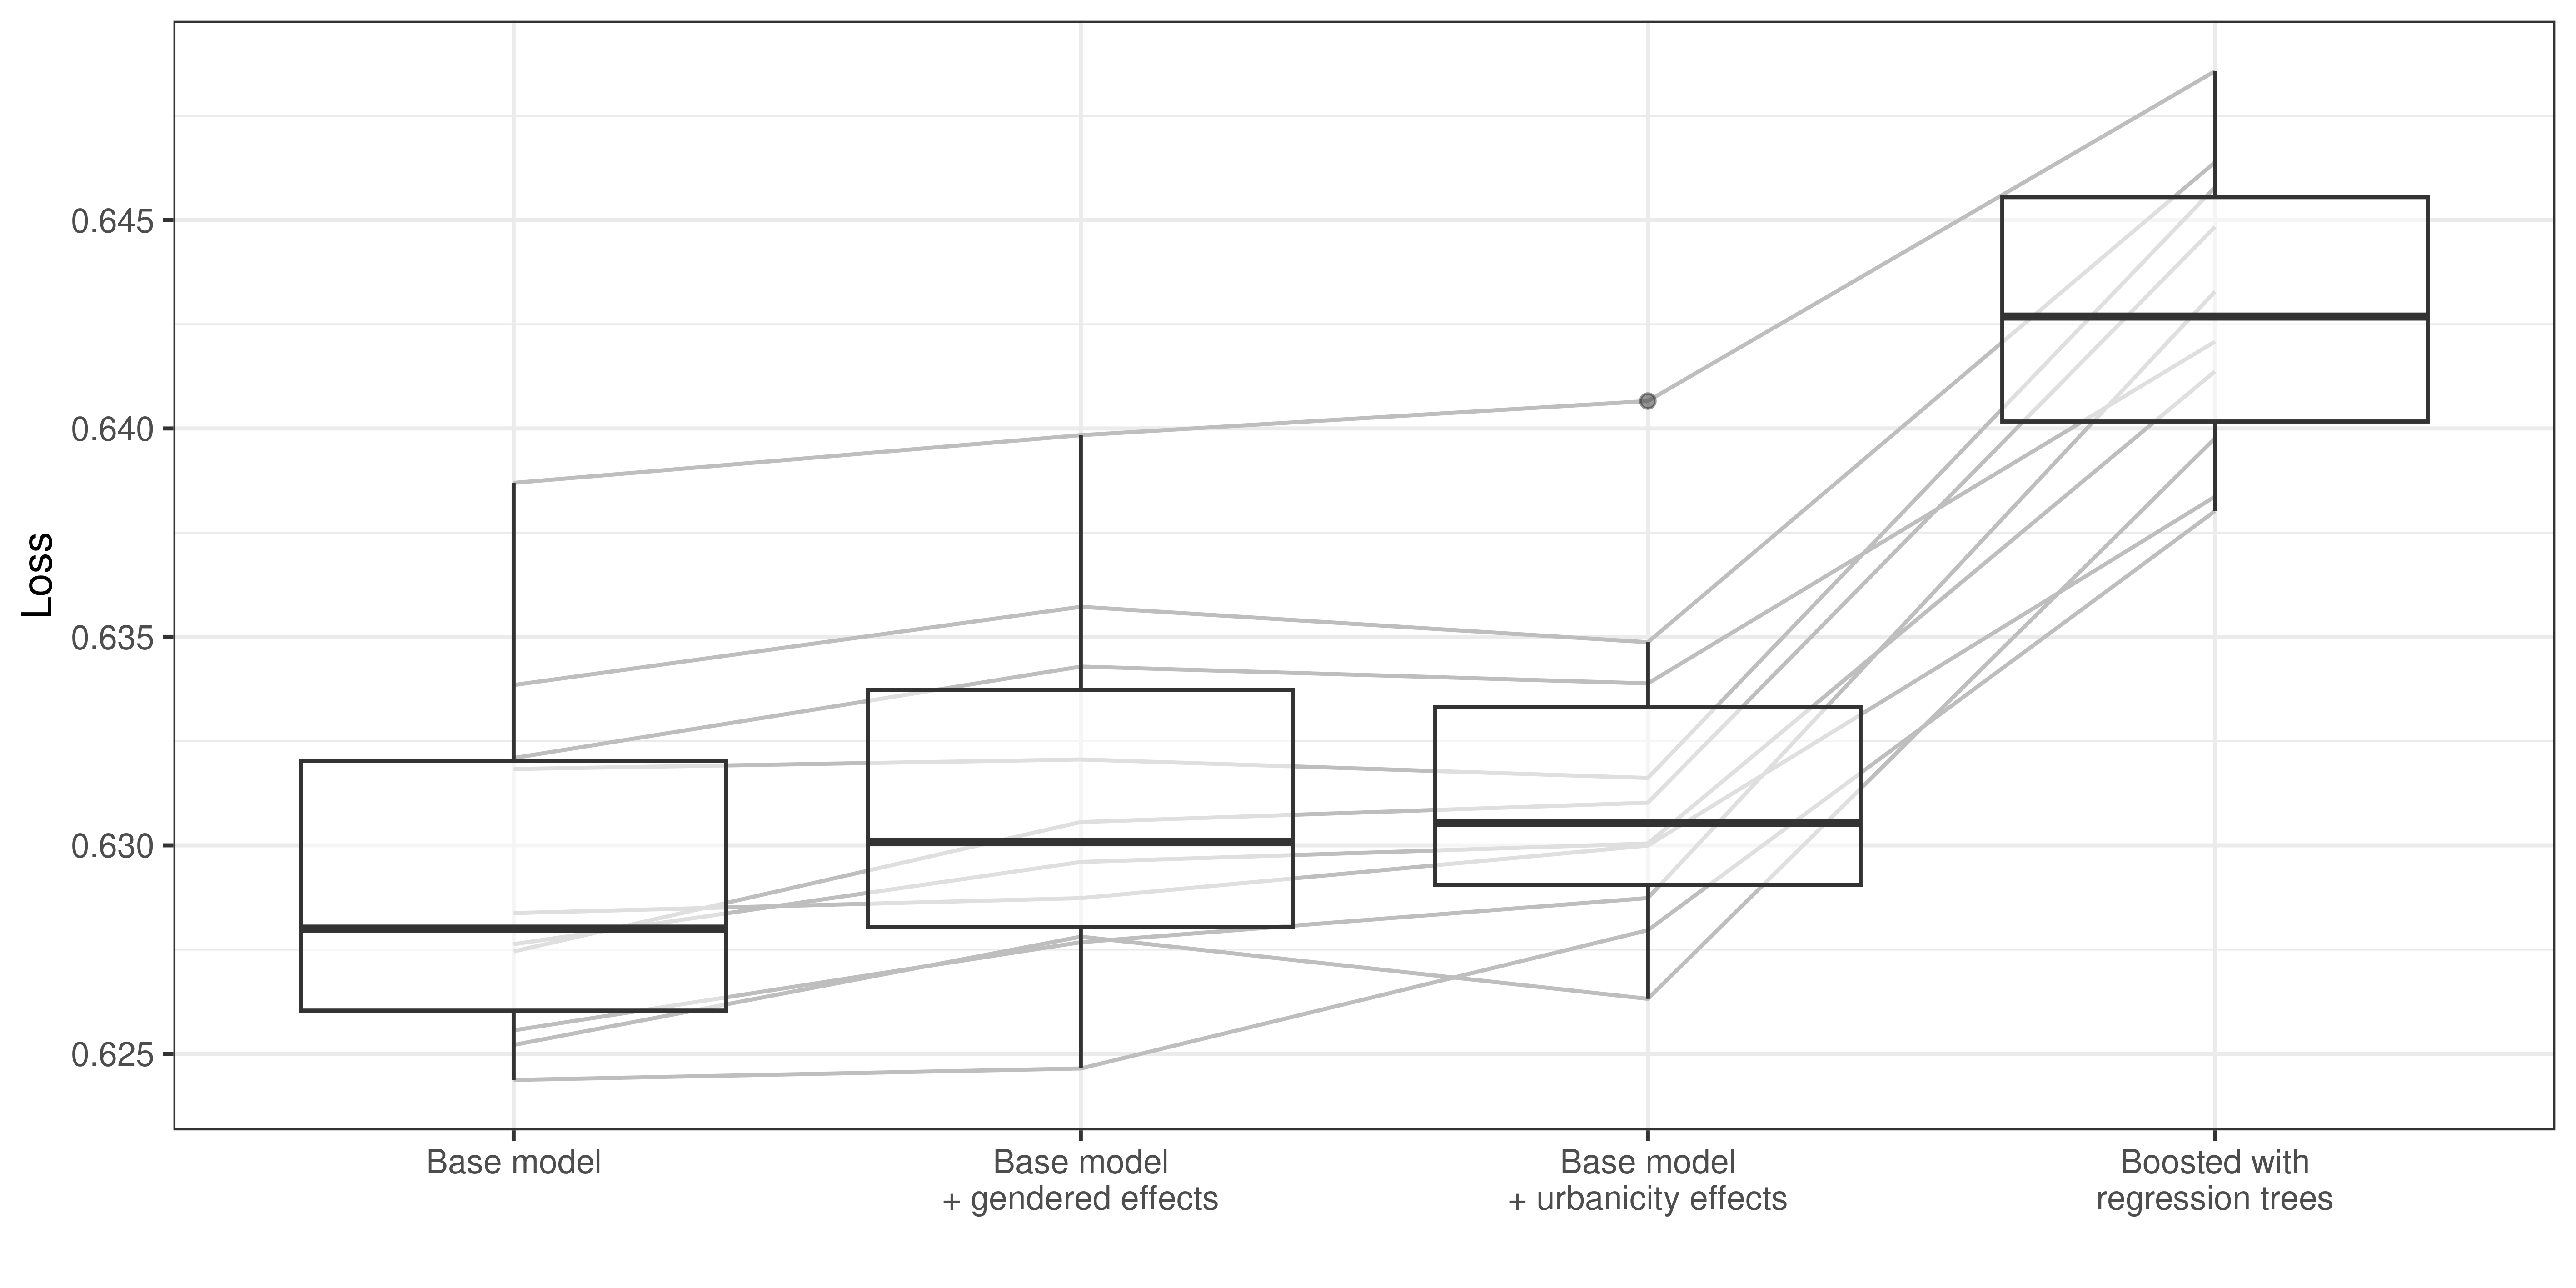 Loss
0.645
0.640
0.635
0.630
0.625
Base model
Base model
+ gendered effects
Base model
+ urbanicity effects
Boosted with
regression trees